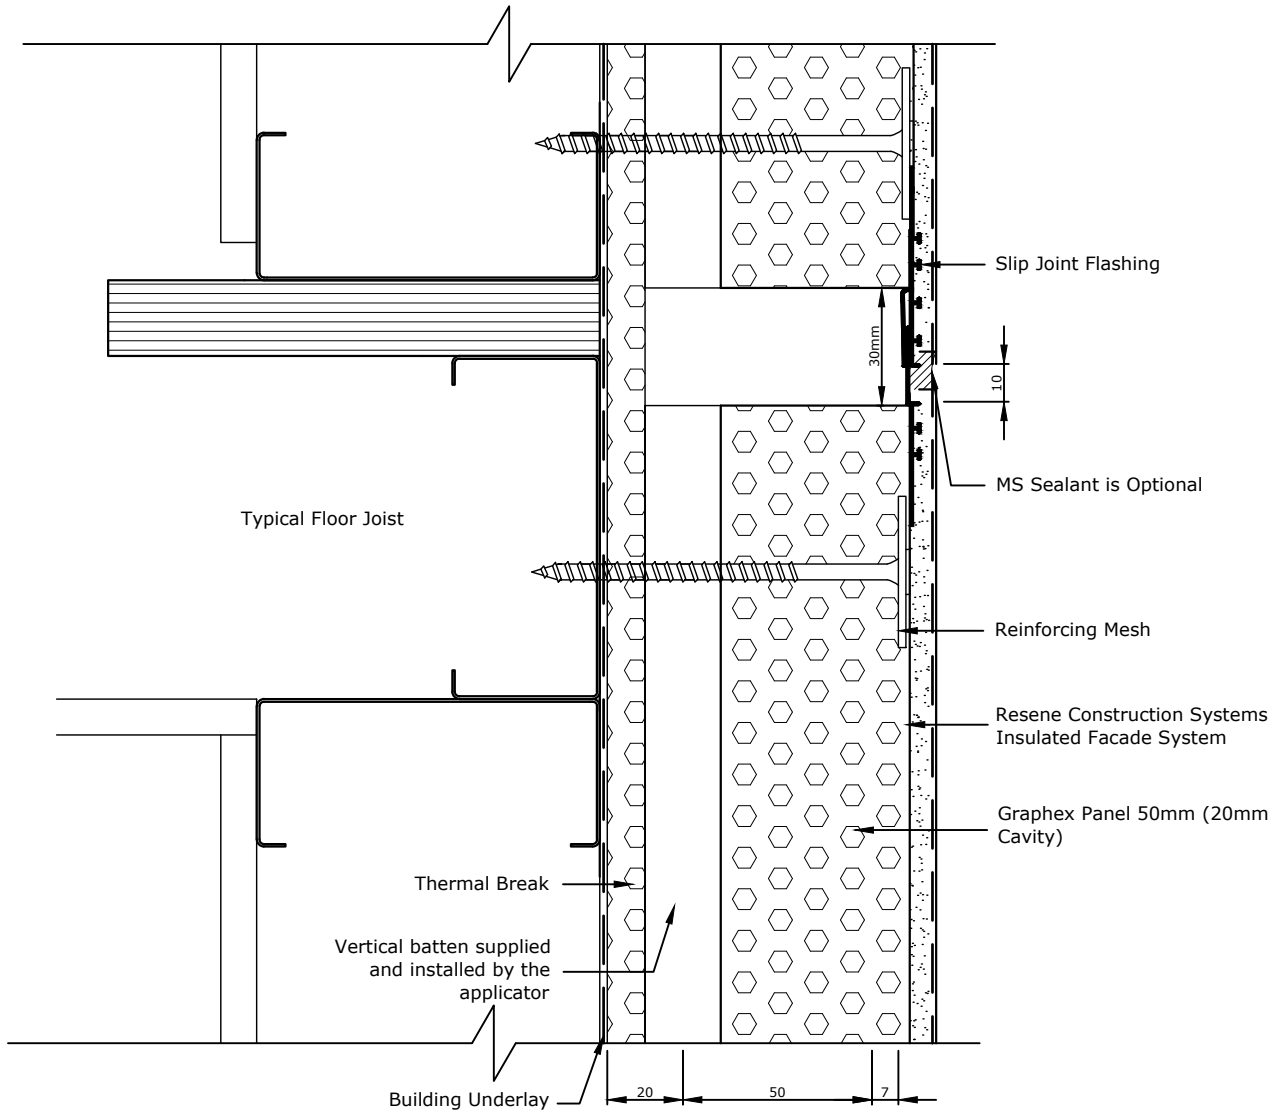 Slip Joint Flashing
30mm
10
MS Sealant is Optional
Typical Floor Joist
Reinforcing Mesh
Resene Construction Systems
Insulated Facade System
Graphex Panel 50mm (20mm
Cavity)
Thermal Break
Vertical batten supplied
and installed by the
applicator
Building Underlay
20
50
7